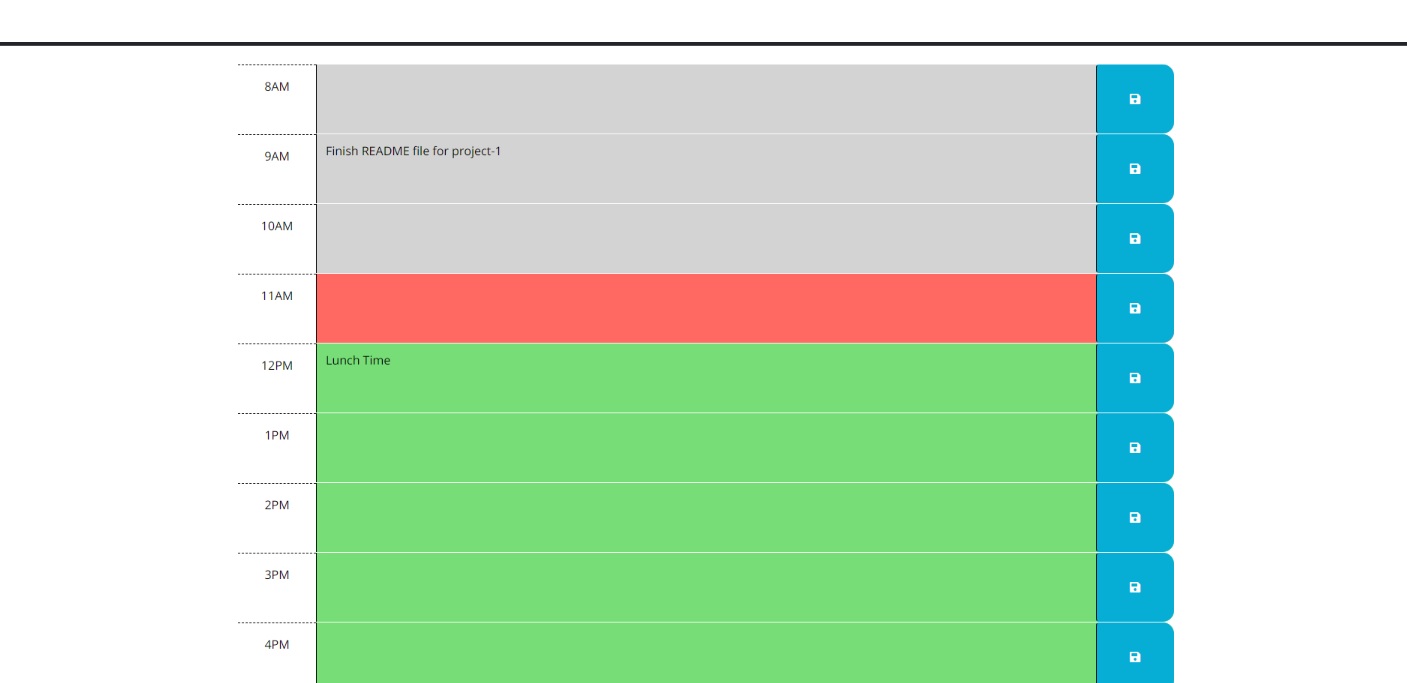 8AM
9AM
Finish README file for project-1
10AM
11AM
12PM
Lunch Time
1PM
2PM
3PM
4PM